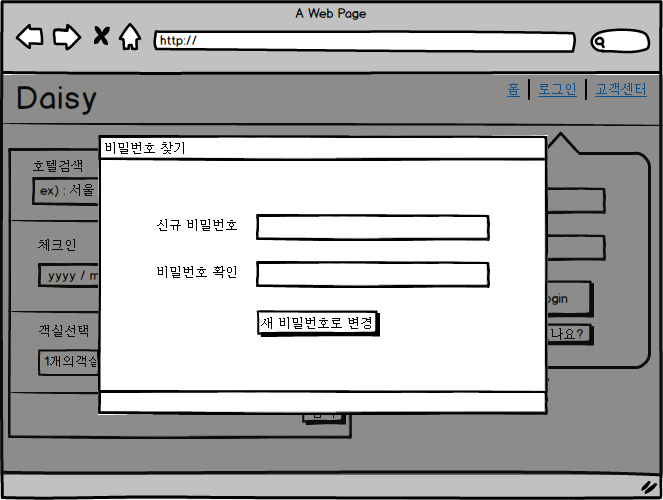 A Web Page
http://
Daisy
홈 로그인 고객센터
비밀번호 찾기
호텔검색
ex) : 서울
신규 비밀번호
체크인
비밀번호 확인
yyyy / m
ogin
새 비밀번호로 변경
객실선택
나요?
1개의객실